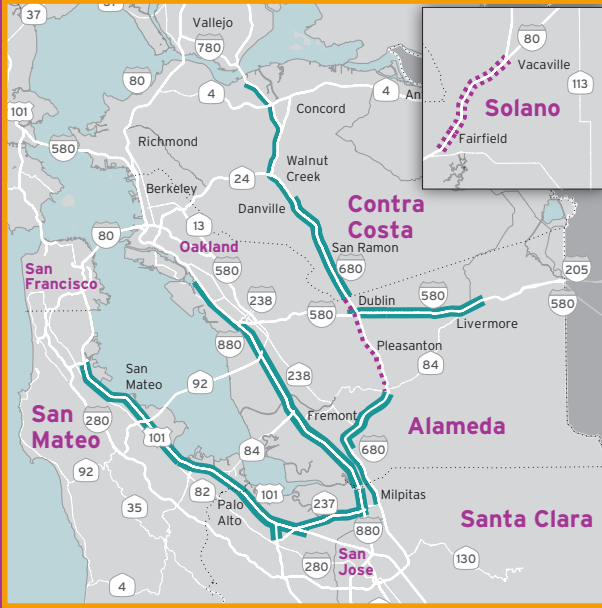 37
37
Vallejo
780
80
Vacaville
80
4
4
An
113
101
Concord
Solano
Fairfield
Richmond
580
Walnut
Creek
24
Berkeley
Danville
Contra
Costa
13
80
Oakland
San Ramon
San
Francisco
580
680
205
238
Dublin
580
580
580
Livermore
880
Pleasanton
San
Mateo
92
238
84
San
Mateo
280
Fremont
Alameda
101
84
680
92
82
101
Palo
Alto
237
Milpitas
35
880
Santa Clara
San
Jose
280
130
4